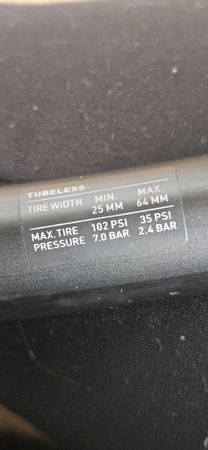 TUBELESS
TIRE WIDTH MIN. 25 MM MAX. 64 MM
MAX. TIRE PRESSURE 102 PSI 7.0 BAR 35 PSI 2.4 BAR